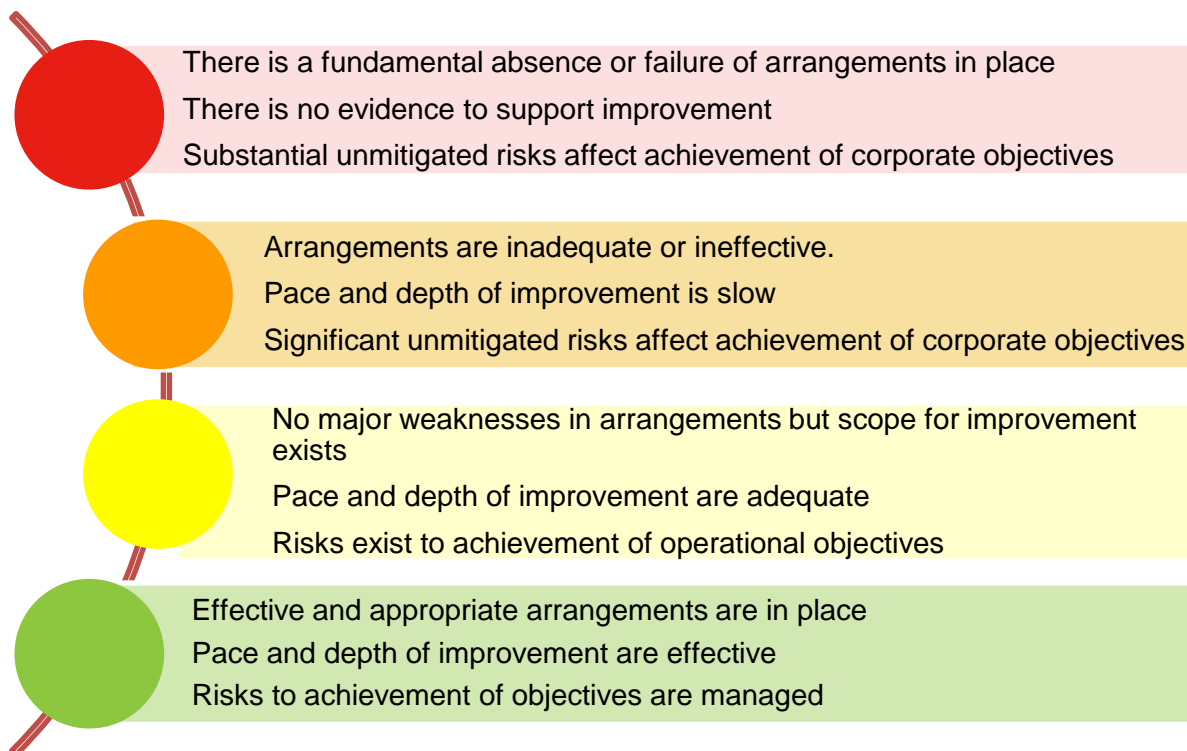 There is a fundamental absence or failure of arrangements in place
There is no evidence to support improvement
Substantial unmitigated risks affect achievement of corporate objectives
Arrangements are inadequate or ineffective.
Pace and depth of improvement is slow
Significant unmitigated risks affect achievement of corporate objectives
No major weaknesses in arrangements but scope for improvement
exists
Pace and depth of improvement are adequate
Risks exist to achievement of operational objectives
Effective and appropriate arrangements are in place
Pace and depth of improvement are effective
Risks to achievement of objectives are managed